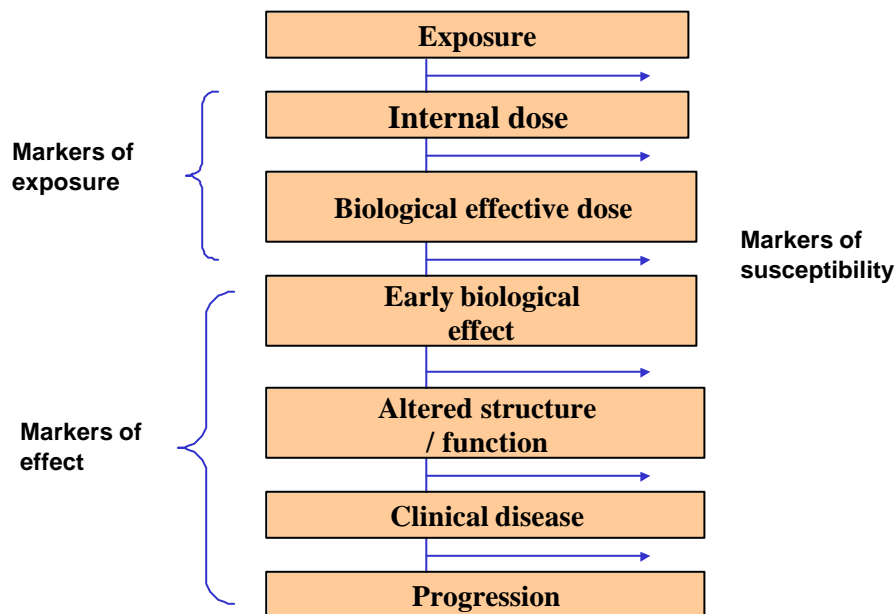 Exposure
Internal dose
Markers of
exposure
Biological effective dose
Markers of
susceptibility
Early biological
effect
Altered structure
/ function
Markers of
effect
Clinical disease
Progression